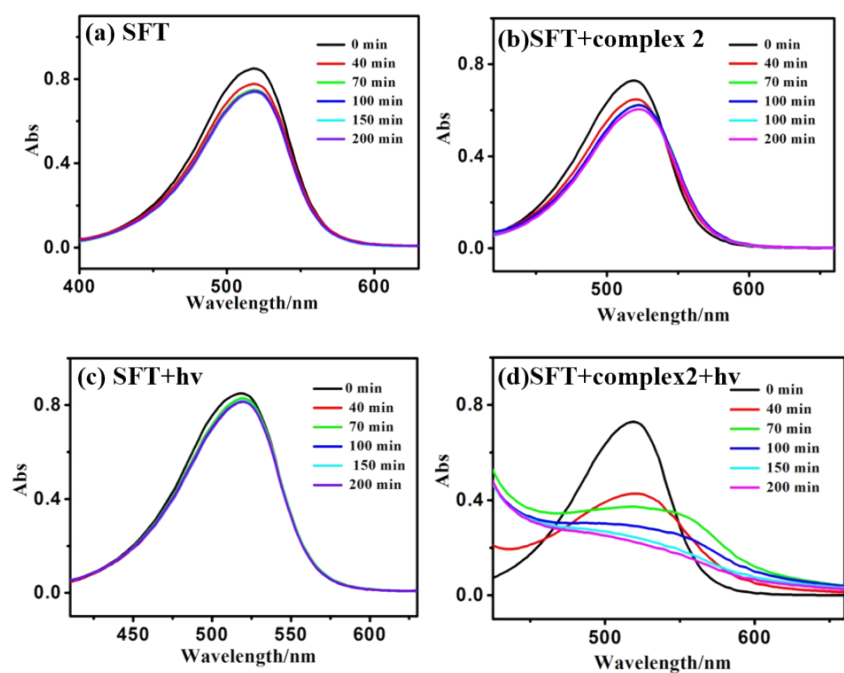 (a) SFT
0 min
40 min
70 min
100 min
150 min
200 min
Abs
0.8
0.4
0.0
400
500
600
Wavelength/nm
(b)SFT+complex 2
0 min
40 min
70 min
100 min
100 min
200 min
Abs
0.8
0.4
0.0
500
600
Wavelength/nm
(c) SFT+hv
0 min
40 min
70 min
100 min
150 min
200 min
Abs
0.8
0.4
0.0
450
500
550
600
Wavelength/nm
(d)SFT+complex2+hv
0 min
40 min
70 min
100 min
150 min
200 min
Abs
0.8
0.4
0.0
500
600
Wavelength/nm